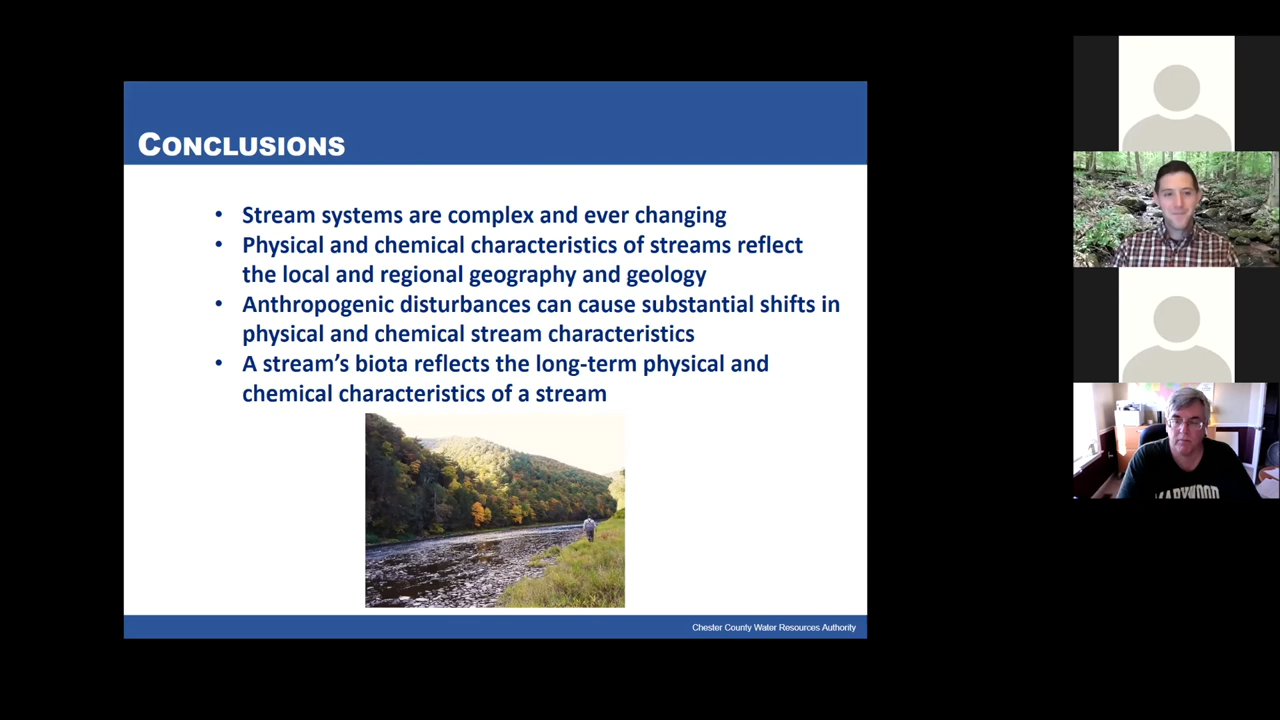 CONCLUSIONS
• Stream systems are complex and ever changing
• Physical and chemical characteristics of streams reflect
the local and regional geography and geology
• Anthropogenic disturbances can cause substantial shifts in
physical and chemical stream characteristics
• A stream’s biota reflects the long-term physical and
chemical characteristics of a stream
Chester County Water Resources Authority
MARYWOOD